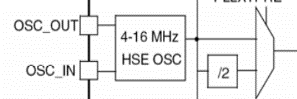 OSC_OUT
4-16 MHz
HSE OSC
OSC_IN
/2